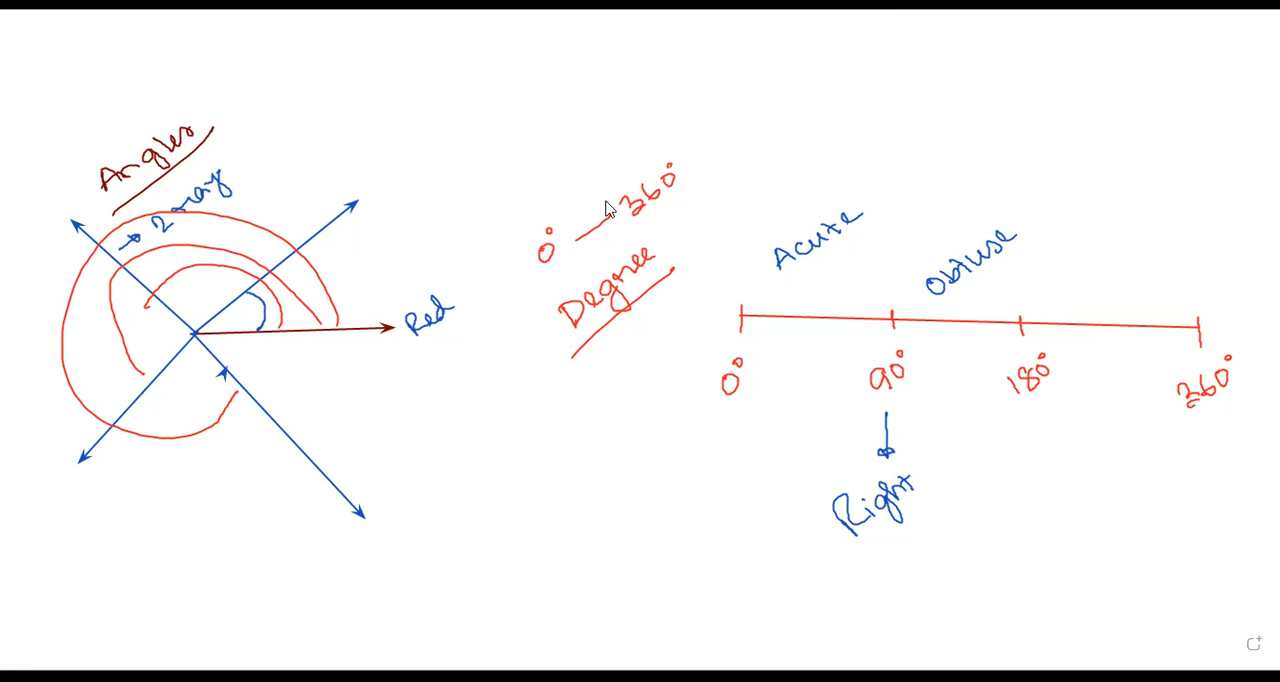 Angles
→ 2 ray
Red
0° — 360°
Degree
Acute
Obtuse
0°
90°
180°
360°
Right